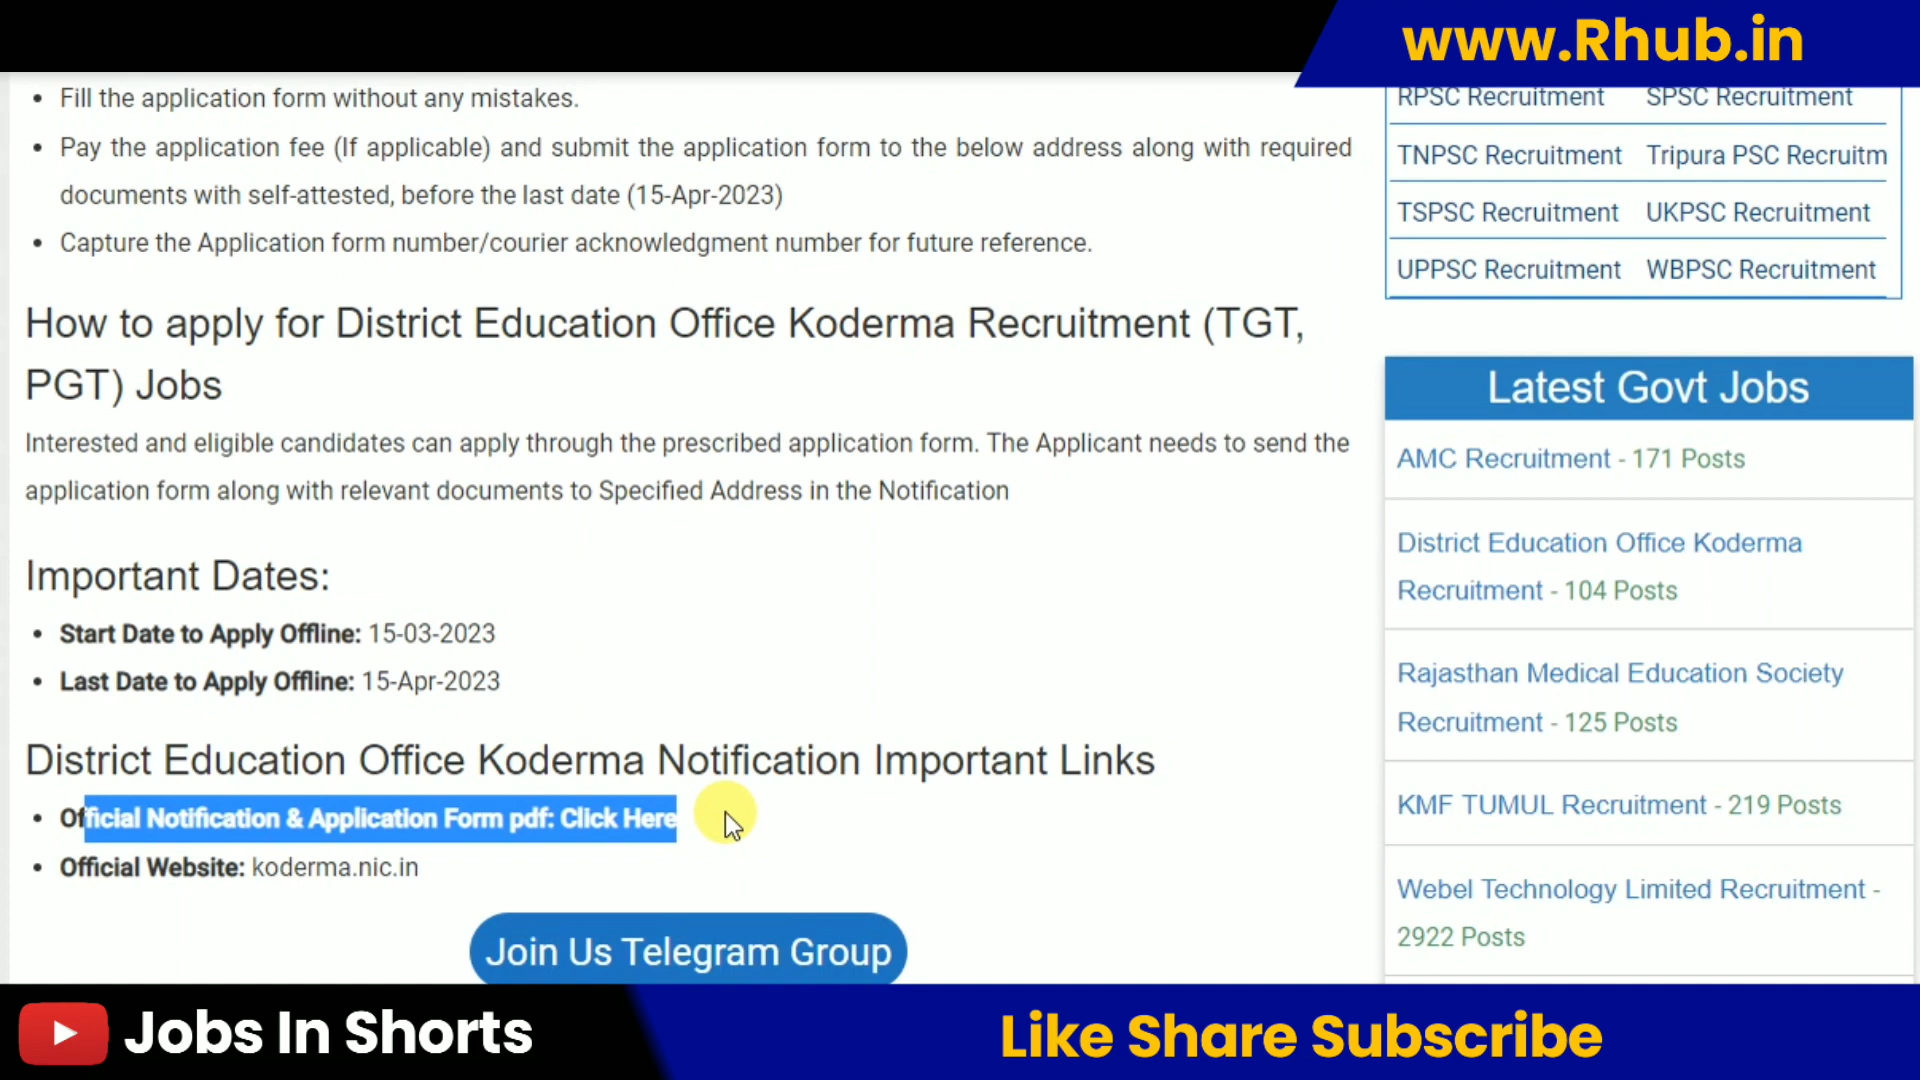 www.Rhub.in
• Fill the application form without any mistakes.
• Pay the application fee (If applicable) and submit the application form to the below address along with required
documents with self-attested, before the last date (15-Apr-2023)
• Capture the Application form number/courier acknowledgment number for future reference.
How to apply for District Education Office Koderma Recruitment (TGT,
PGT) Jobs
Interested and eligible candidates can apply through the prescribed application form. The Applicant needs to send the
application form along with relevant documents to Specified Address in the Notification
Important Dates:
• Start Date to Apply Offline: 15-03-2023
• Last Date to Apply Offline: 15-Apr-2023
District Education Office Koderma Notification Important Links
• Official Notification & Application Form pdf: Click Here
• Official Website: koderma.nic.in
Join Us Telegram Group
RPSC Recruitment SPSC Recruitment
TNPSC Recruitment Tripura PSC Recruitm
TSPSC Recruitment UKPSC Recruitment
UPPSC Recruitment WBPSC Recruitment
Latest Govt Jobs
AMC Recruitment - 171 Posts
District Education Office Koderma
Recruitment - 104 Posts
Rajasthan Medical Education Society
Recruitment - 125 Posts
KMF TUMUL Recruitment - 219 Posts
Webel Technology Limited Recruitment -
2922 Posts
Jobs In Shorts
Like Share Subscribe